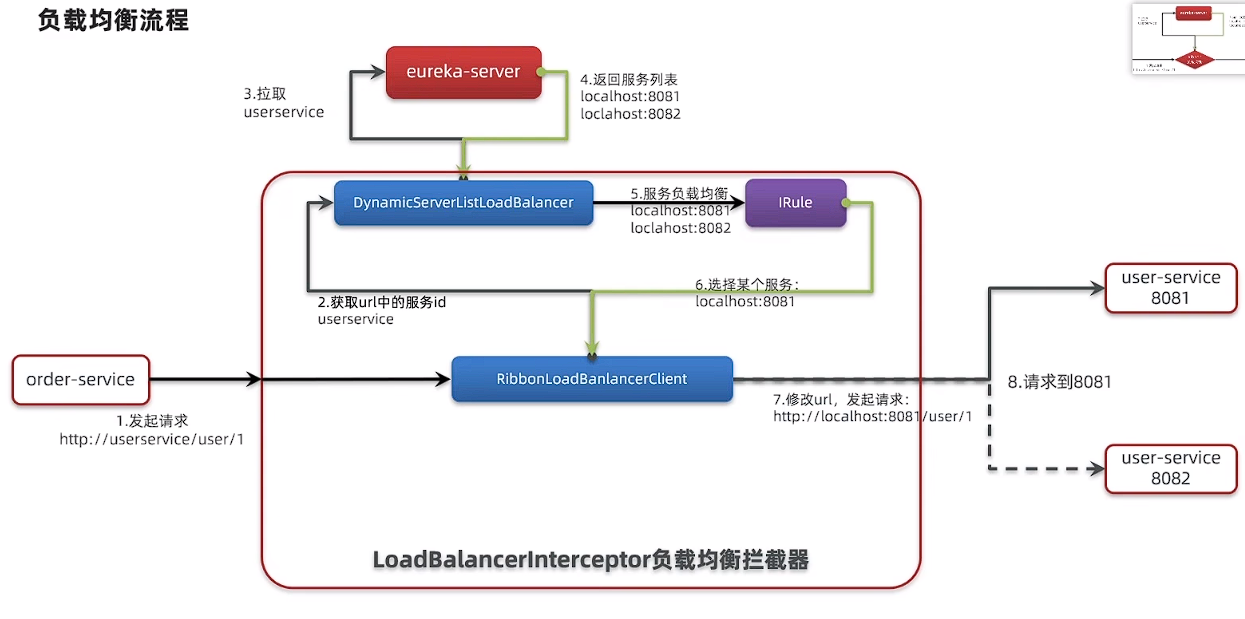 负载均衡流程
eureka-server
3.拉取
userservice
4.返回服务列表
localhost:8081
loclahost:8082
DynamicServerListLoadBalancer
5.服务负载均衡
localhost:8081
loclahost:8082
IRule
2.获取url中的服务id
userservice
6.选择某个服务：
localhost:8081
user-service
8081
order-service
RibbonLoadBanlancerClient
8.请求到8081
1.发起请求
http://userservice/user/1
7.修改url，发起请求：
http://localhost:8081/user/1
user-service
8082
LoadBalancerInterceptor负载均衡拦截器